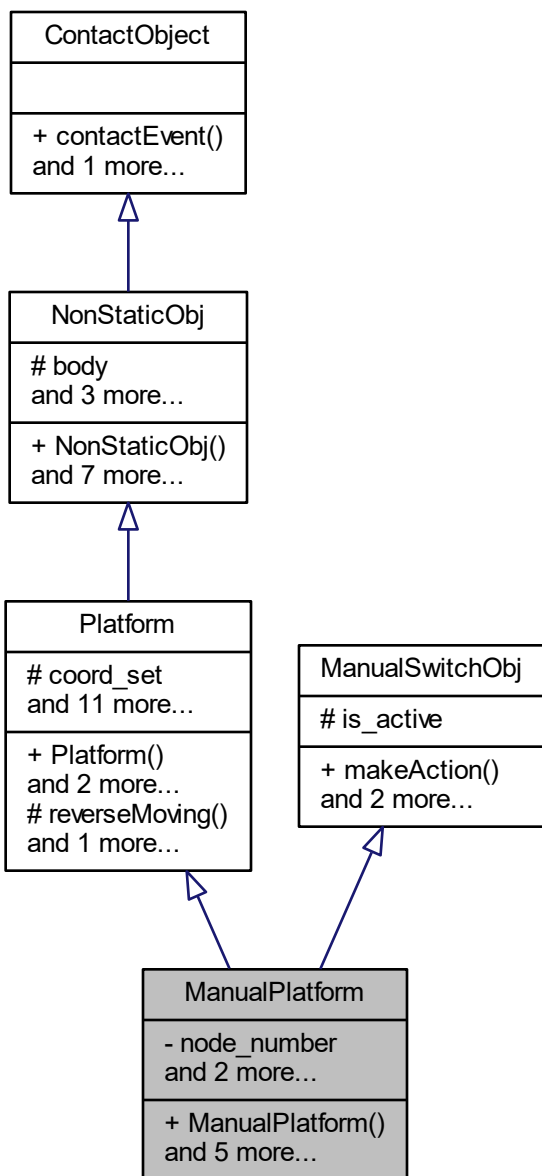 ContactObject
+ contactEvent()
and 1 more...
NonStaticObj
# body
and 3 more...
+ NonStaticObj()
and 7 more...
Platform
# coord_set
and 11 more...
+ Platform()
and 2 more...
# reverseMoving()
and 1 more...
ManualSwitchObj
# is_active
+ makeAction()
and 2 more...
ManualPlatform
- node_number
and 2 more...
+ ManualPlatform()
and 5 more...